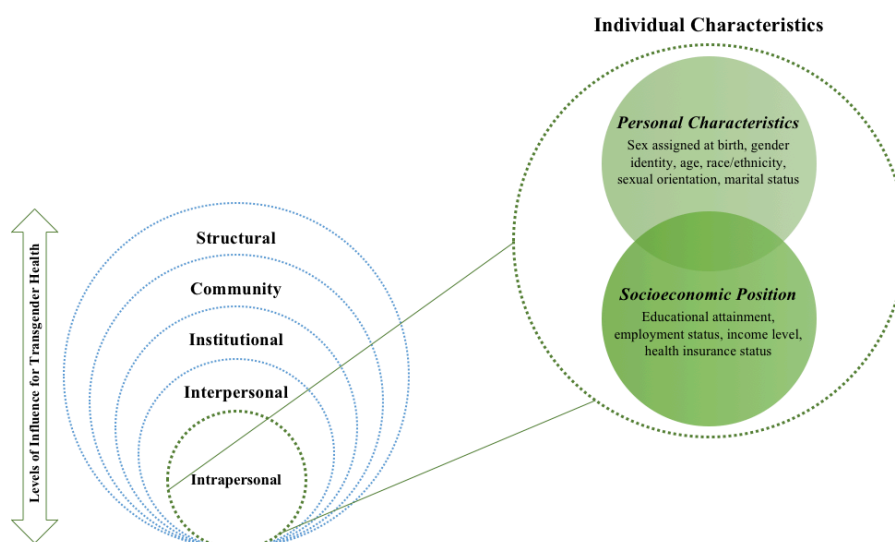 Individual Characteristics
Personal Characteristics
Sex assigned at birth, gender
identity, age, race/ethnicity,
sexual orientation, marital status
Socioeconomic Position
Educational attainment,
employment status, income level,
health insurance status
Levels of Influence for Transgender Health
Structural
Community
Institutional
Interpersonal
Intrapersonal